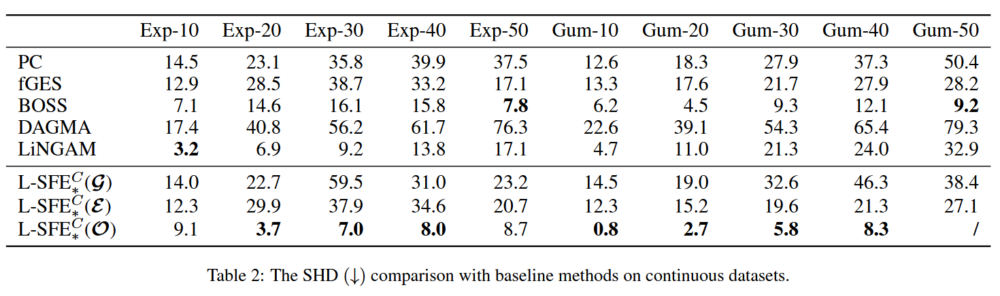 Exp-10 Exp-20 Exp-30 Exp-40 Exp-50 Gum-10 Gum-20 Gum-30 Gum-40 Gum-50
PC 14.5 23.1 35.8 39.9 37.5 12.6 18.3 27.9 37.3 50.4
fGES 12.9 28.5 38.7 33.2 17.1 13.3 17.6 21.7 27.9 28.2
BOSS 7.1 14.6 16.1 15.8 7.8 6.2 4.5 9.3 12.1 9.2
DAGMA 17.4 40.8 56.2 61.7 76.3 22.6 39.1 54.3 65.4 79.3
LiNGAM 3.2 6.9 9.2 13.8 17.1 4.7 11.0 21.3 24.0 32.9
L-SFE$^C_*$(𝓖) 14.0 22.7 59.5 31.0 23.2 14.5 19.0 32.6 46.3 38.4
L-SFE$^C_*$(𝓔) 12.3 29.9 37.9 34.6 20.7 12.3 15.2 19.6 21.3 27.1
L-SFE$^C_*$(𝓞) 9.1 3.7 7.0 8.0 8.7 0.8 2.7 5.8 8.3 /
Table 2: The SHD (↓) comparison with baseline methods on continuous datasets.